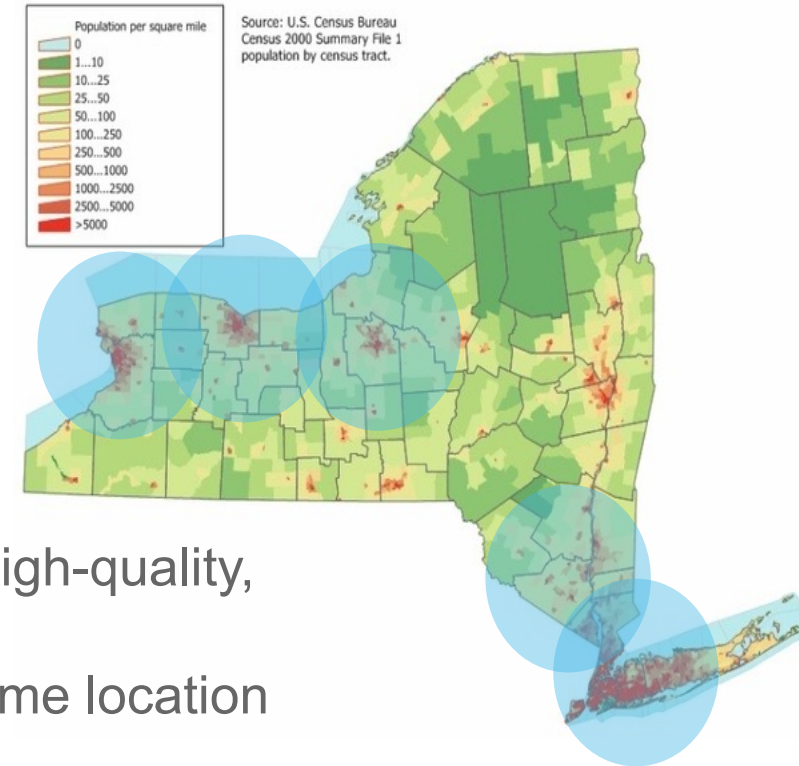 Population per square mile
0
1...10
10...25
25...50
50...100
100...250
250...500
500...1000
1000...2500
2500...5000
>5000
Source: U.S. Census Bureau
Census 2000 Summary File 1
population by census tract.
igh-quality,
me location